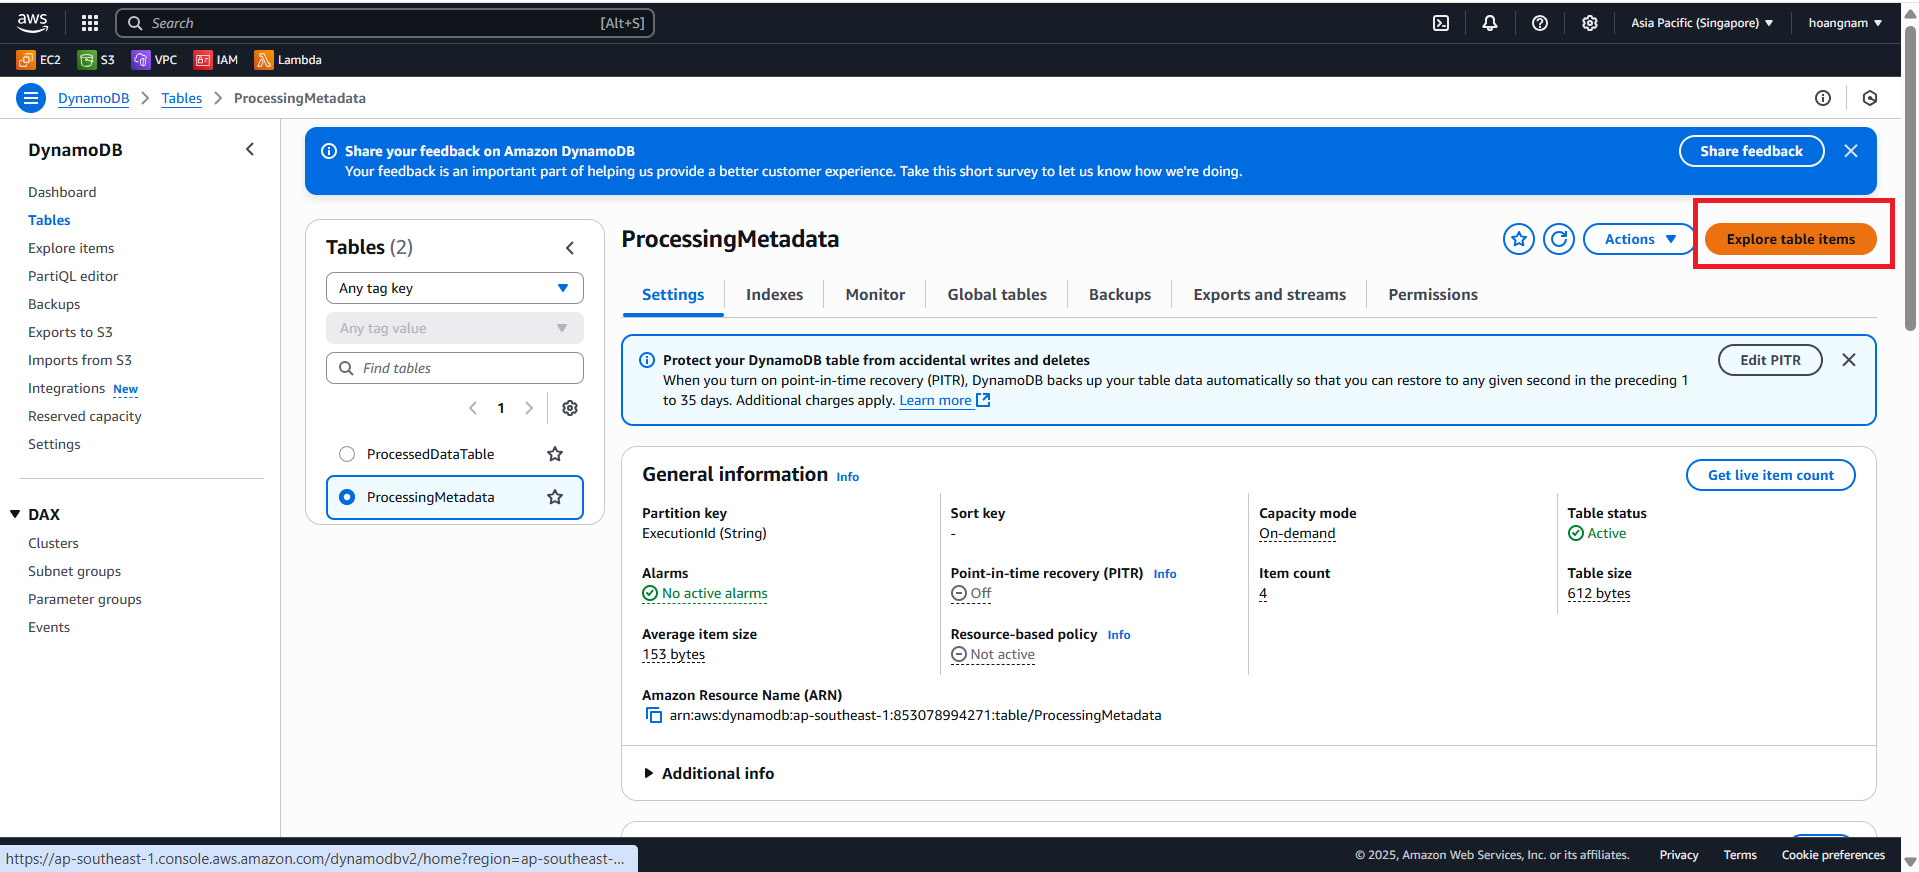 aws
Search [Alt+S]
Asia Pacific (Singapore)
hoangnam
EC2 S3 VPC IAM Lambda
DynamoDB Tables ProcessingMetadata
DynamoDB
Dashboard
Tables
Explore items
PartiQL editor
Backups
Exports to S3
Imports from S3
Integrations New
Reserved capacity
Settings
DAX
Clusters
Subnet groups
Parameter groups
Events
Share your feedback on Amazon DynamoDB
Your feedback is an important part of helping us provide a better customer experience. Take this short survey to let us know how we're doing.
Share feedback
Tables (2)
Any tag key
Any tag value
Find tables
1
ProcessedDataTable
ProcessingMetadata
ProcessingMetadata
Actions
Explore table items
Settings Indexes Monitor Global tables Backups Exports and streams Permissions
Protect your DynamoDB table from accidental writes and deletes
When you turn on point-in-time recovery (PITR), DynamoDB backs up your table data automatically so that you can restore to any given second in the preceding 1
to 35 days. Additional charges apply. Learn more
Edit PITR
General information Info
Get live item count
Partition key
ExecutionId (String)
Sort key
-
Capacity mode
On-demand
Table status
Active
Alarms
No active alarms
Point-in-time recovery (PITR) Info
Off
Item count
4
Table size
612 bytes
Average item size
153 bytes
Resource-based policy Info
Not active
Amazon Resource Name (ARN)
arn:aws:dynamodb:ap-southeast-1:853078994271:table/ProcessingMetadata
Additional info
https://ap-southeast-1.console.aws.amazon.com/dynamodbv2/home?region=ap-southeast-...
© 2025, Amazon Web Services, Inc. or its affiliates.
Privacy
Terms
Cookie preferences